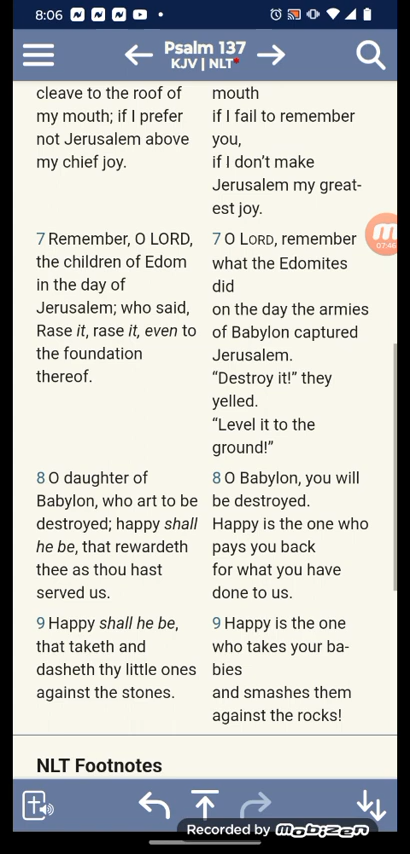 8:06
Psalm 137
KJV | NLT
cleave to the roof of
my mouth; if I prefer
not Jerusalem above
my chief joy.
7 Remember, O LORD,
the children of Edom
in the day of
Jerusalem; who said,
Rase it, rase it, even to
the foundation
thereof.
8 O daughter of
Babylon, who art to be
destroyed; happy shall
he be, that rewardeth
thee as thou hast
served us.
9 Happy shall he be,
that taketh and
dasheth thy little ones
against the stones.
mouth
if I fail to remember
you,
if I don’t make
Jerusalem my great-
est joy.
7 O LORD, remember
what the Edomites
did
on the day the armies
of Babylon captured
Jerusalem.
“Destroy it!” they
yelled.
“Level it to the
ground!”
8 O Babylon, you will
be destroyed.
Happy is the one who
pays you back
for what you have
done to us.
9 Happy is the one
who takes your ba-
bies
and smashes them
against the rocks!
m
07:46
NLT Footnotes
Recorded by mobizen